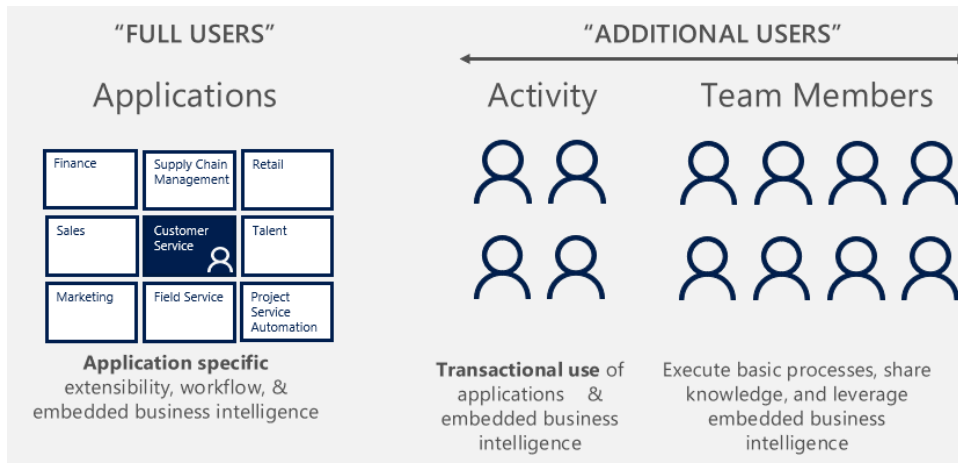 “FULL USERS”
Applications
Finance
Supply Chain
Management
Retail
Sales
Customer
Service
Talent
Marketing
Field Service
Project
Service
Automation
Application specific
extensibility, workflow, &
embedded business intelligence
“ADDITIONAL USERS”
Activity
Transactional use of
applications &
embedded business
intelligence
Team Members
Execute basic processes, share
knowledge, and leverage
embedded business
intelligence